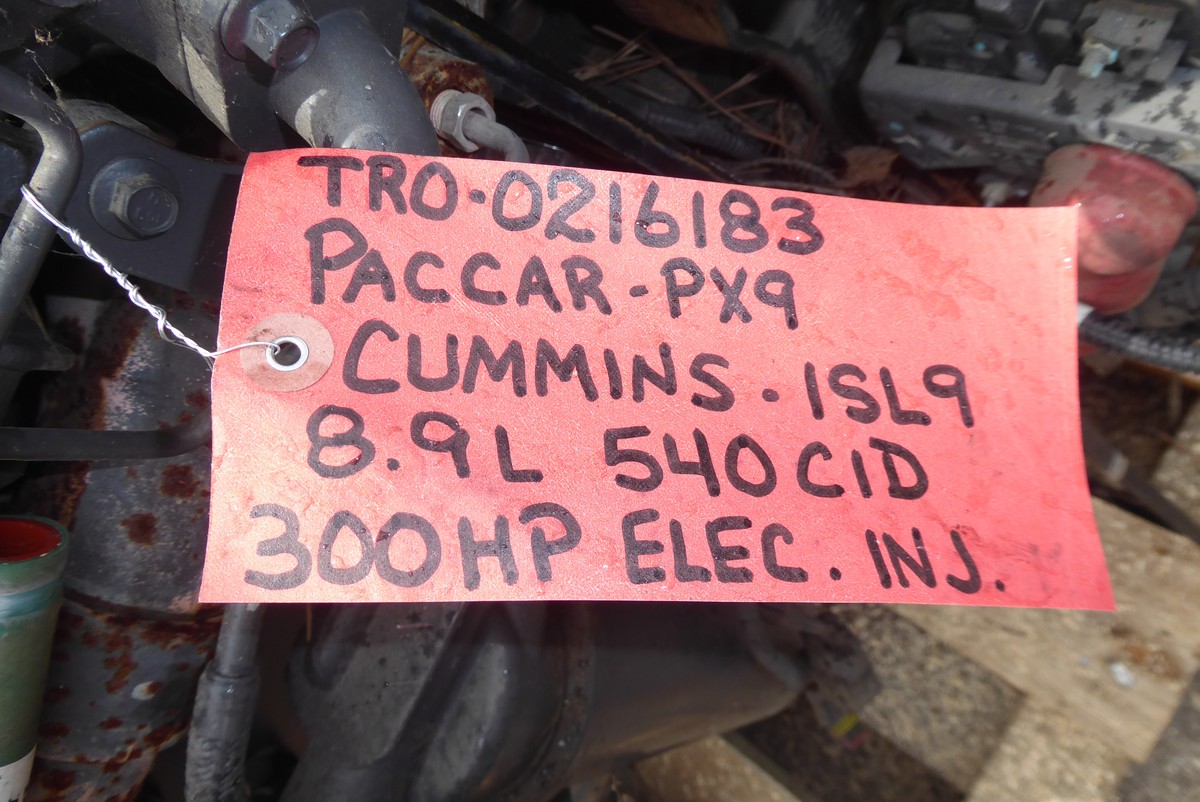 TRO-0216183
PACCAR-PX9
CUMMINS-ISL9
8.9L 540CID
300HP ELEC. INJ.